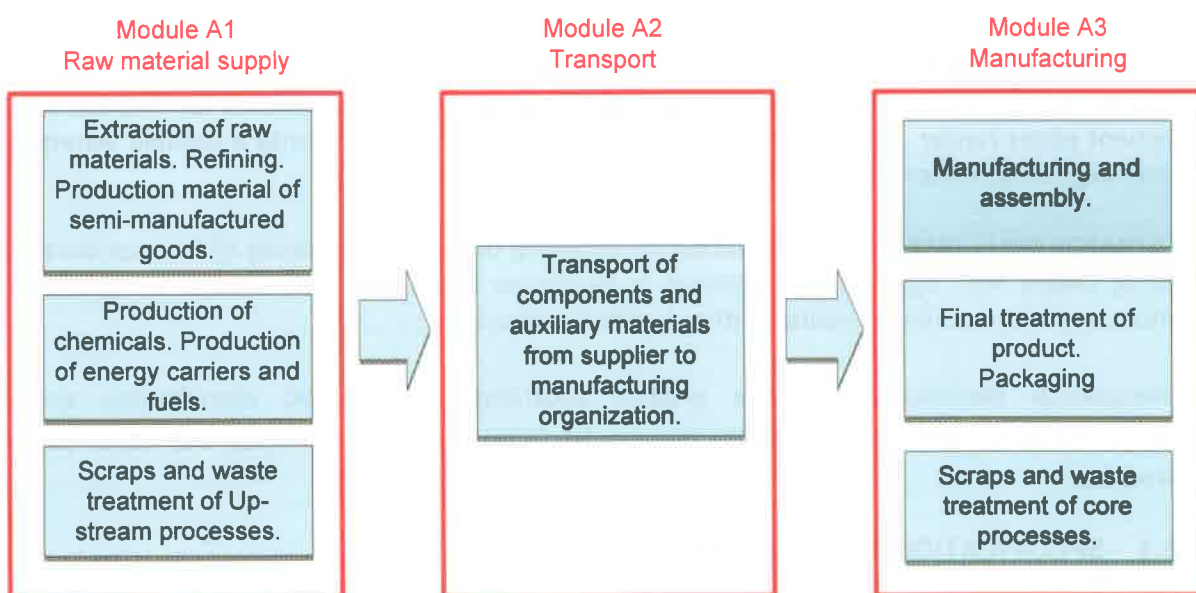 Module A1
Raw material supply
Extraction of raw
materials. Refining.
Production material of
semi-manufactured
goods.
Production of
chemicals. Production
of energy carriers and
fuels.
Scraps and waste
treatment of Up-
stream processes.
Module A2
Transport
Transport of
components and
auxiliary materials
from supplier to
manufacturing
organization.
Module A3
Manufacturing
Manufacturing and
assembly.
Final treatment of
product.
Packaging
Scraps and waste
treatment of core
processes.